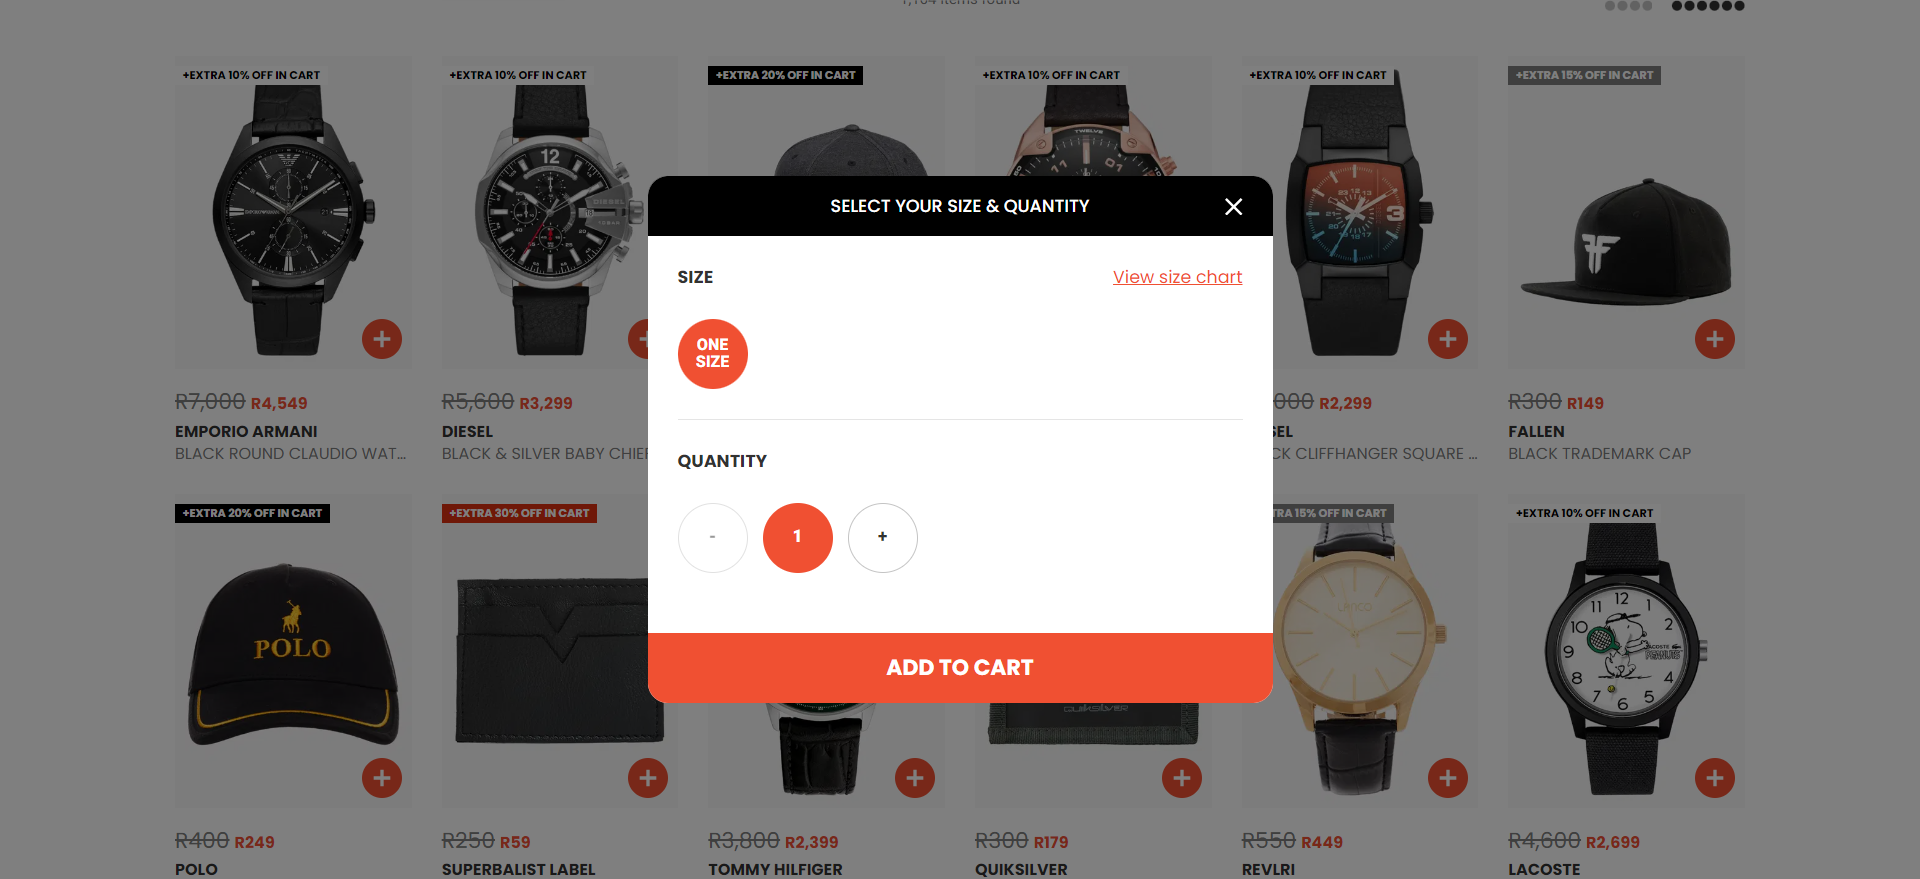 +EXTRA 10% OFF IN CART
+EXTRA 10% OFF IN CART
+EXTRA 20% OFF IN CART
+EXTRA 10% OFF IN CART
+EXTRA 10% OFF IN CART
+EXTRA 15% OFF IN CART
SELECT YOUR SIZE & QUANTITY
SIZE
View size chart
ONE
SIZE
QUANTITY
- 1 +
ADD TO CART
R7,000 R4,549
EMPORIO ARMANI
BLACK ROUND CLAUDIO WAT...
R5,600 R3,299
DIESEL
BLACK & SILVER BABY CHIEF
000 R2,299
SEL
CK CLIFFHANGER SQUARE ...
R300 R149
FALLEN
BLACK TRADEMARK CAP
+EXTRA 20% OFF IN CART
+EXTRA 30% OFF IN CART
TRA 15% OFF IN CART
+EXTRA 10% OFF IN CART
POLO
QUIKSILVER
R400 R249
POLO
R250 R59
SUPERBALIST LABEL
R3,800 R2,399
TOMMY HILFIGER
R300 R179
QUIKSILVER
R550 R449
REVLRI
R4,600 R2,699
LACOSTE